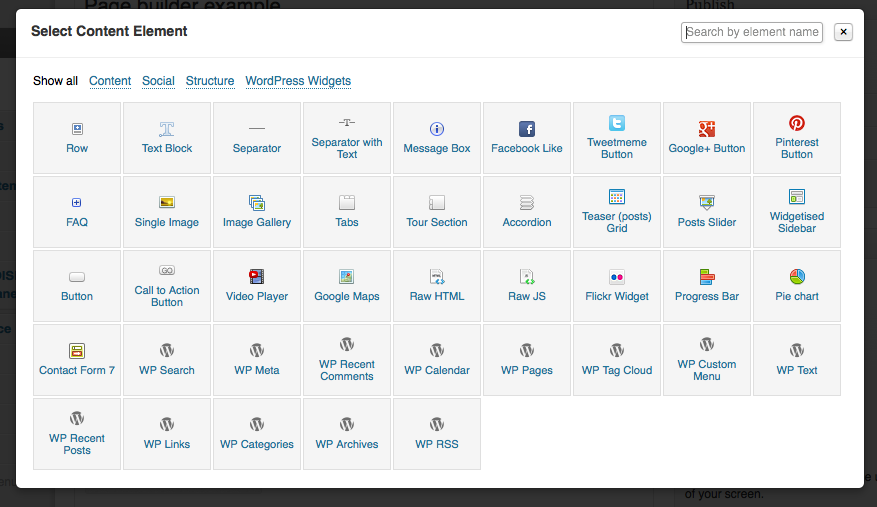 Page builder example
Publish
Select Content Element
Search by element name
×
Show all Content Social Structure WordPress Widgets
Row
Text Block
Separator
Separator with
Text
Message Box
Facebook Like
Tweetmeme
Button
Google+ Button
Pinterest
Button
FAQ
Single Image
Image Gallery
Tabs
Tour Section
Accordion
Teaser (posts)
Grid
Posts Slider
Widgetised
Sidebar
Button
GO
Call to Action
Button
Video Player
Google Maps
Raw HTML
Raw JS
Flickr Widget
Progress Bar
Pie chart
Contact Form 7
WP Search
WP Meta
WP Recent
Comments
WP Calendar
WP Pages
WP Tag Cloud
WP Custom
Menu
WP Text
WP Recent
Posts
WP Links
WP Categories
WP Archives
WP RSS
of your screen.